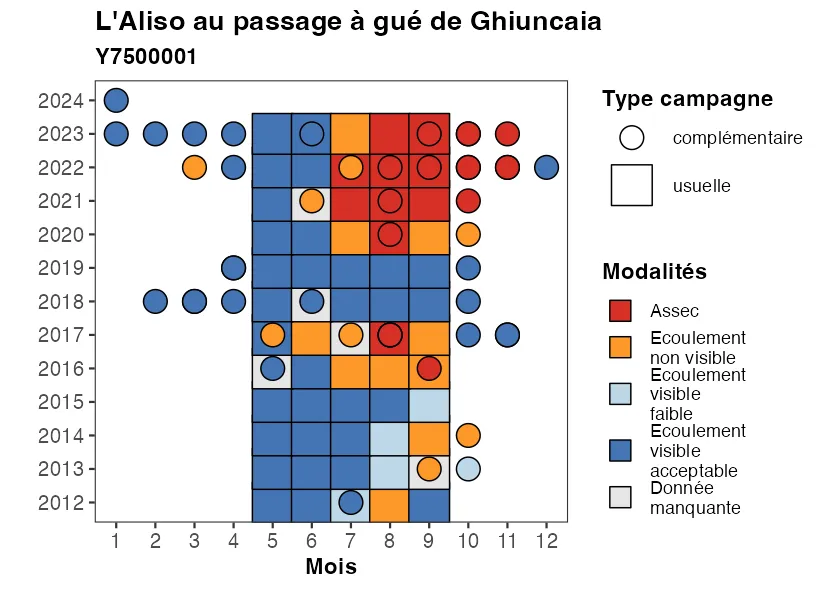 L'Aliso au passage à gué de Ghiuncaia
Y7500001
2024
2023
2022
2021
2020
2019
2018
2017
2016
2015
2014
2013
2012
1 2 3 4 5 6 7 8 9 10 11 12
Mois
Type campagne
complémentaire
usuelle
Modalités
Assec
Ecoulement
non visible
Ecoulement
visible
faible
Ecoulement
visible
acceptable
Donnée
manquante